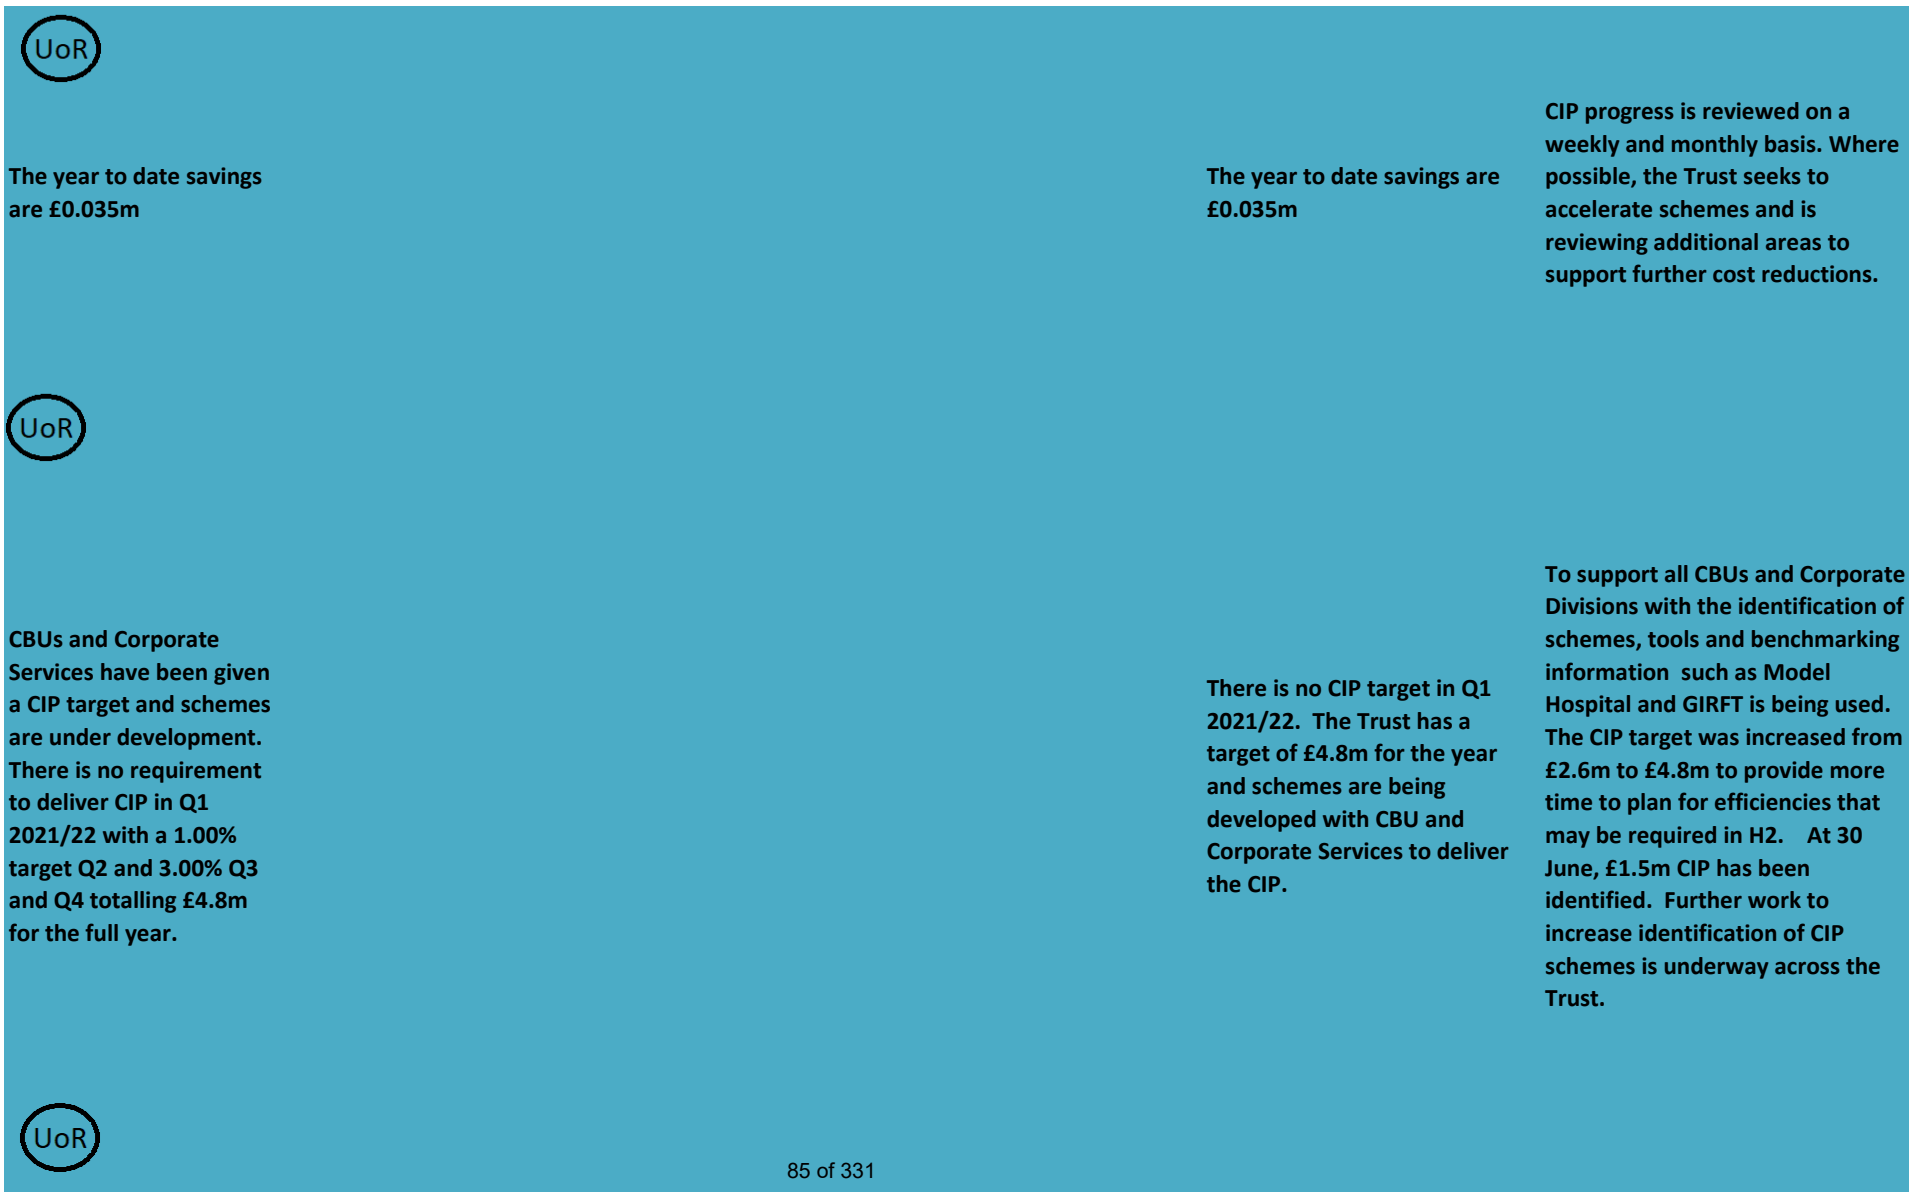 UoR
The year to date savings
are £0.035m
The year to date savings are
£0.035m
CIP progress is reviewed on a
weekly and monthly basis. Where
possible, the Trust seeks to
accelerate schemes and is
reviewing additional areas to
support further cost reductions.
UoR
CBUs and Corporate
Services have been given
a CIP target and schemes
are under development.
There is no requirement
to deliver CIP in Q1
2021/22 with a 1.00%
target Q2 and 3.00% Q3
and Q4 totalling £4.8m
for the full year.
There is no CIP target in Q1
2021/22.  The Trust has a
target of £4.8m for the year
and schemes are being
developed with CBU and
Corporate Services to deliver
the CIP.
To support all CBUs and Corporate
Divisions with the identification of
schemes, tools and benchmarking
information  such as Model
Hospital and GIRFT is being used.
The CIP target was increased from
£2.6m to £4.8m to provide more
time to plan for efficiencies that
may be required in H2.    At 30
June, £1.5m CIP has been
identified.  Further work to
increase identification of CIP
schemes is underway across the
Trust.
UoR
85 of 331